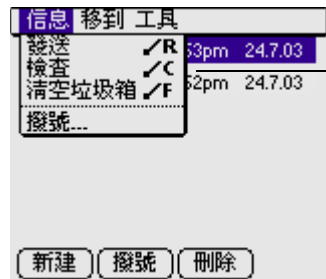 信息 移到 工具
發送 /R 53pm 24.7.03
檢查 /C
清空垃圾箱 /F 52pm 24.7.03
撥號...
新建 撥號 刪除